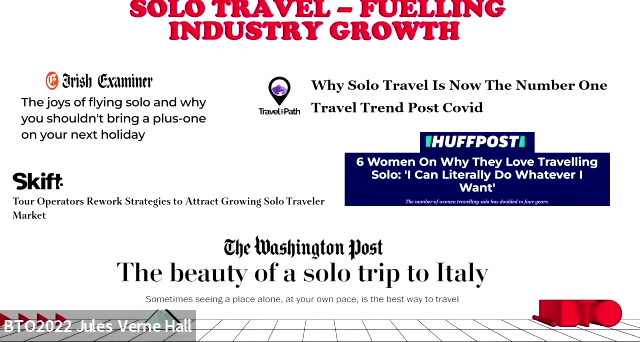 SOLO TRAVEL – FUELLING
INDUSTRY GROWTH
Irish Examiner
The joys of flying solo and why
you shouldn't bring a plus-one
on your next holiday
Travel Path
Why Solo Travel Is Now The Number One
Travel Trend Post Covid
HUFFPOST
6 Women On Why They Love Travelling
Solo: 'I Can Literally Do Whatever I
Want'
The number of women travelling solo has doubled in four years.
Skift.
Tour Operators Rework Strategies to Attract Growing Solo Traveler
Market
The Washington Post
The beauty of a solo trip to Italy
Sometimes seeing a place alone, at your own pace, is the best way to travel
BTO2022 Jules Verne Hall
BTO